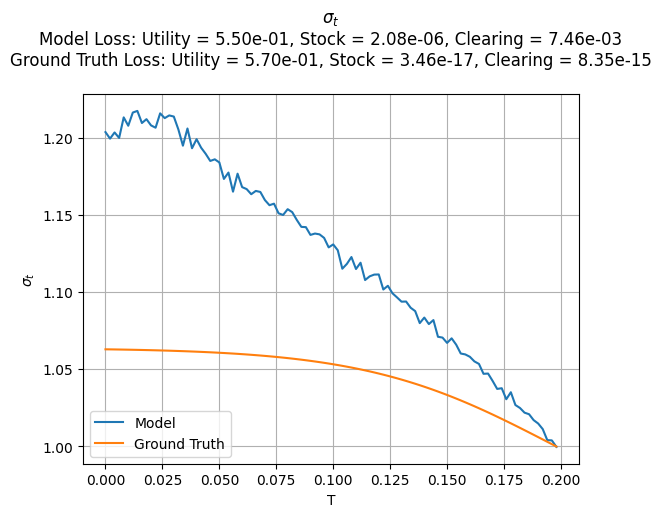 σₜ
Model Loss: Utility = 5.50e-01, Stock = 2.08e-06, Clearing = 7.46e-03
Ground Truth Loss: Utility = 5.70e-01, Stock = 3.46e-17, Clearing = 8.35e-15
1.20
1.15
1.10
1.05
1.00
σₜ
Model
Ground Truth
0.000 0.025 0.050 0.075 0.100 0.125 0.150 0.175 0.200
T